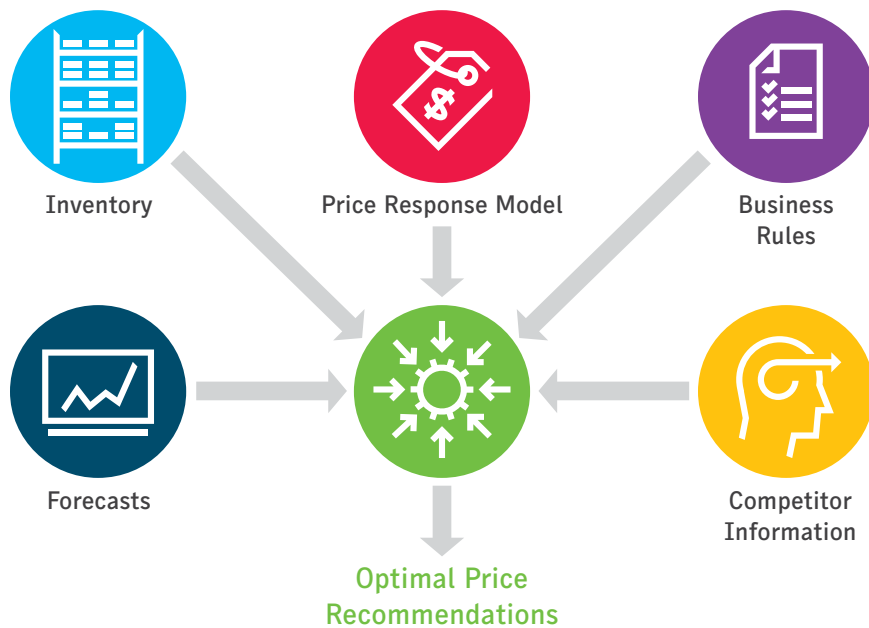 Inventory
Price Response Model
Business
Rules
Forecasts
Competitor
Information
Optimal Price
Recommendations